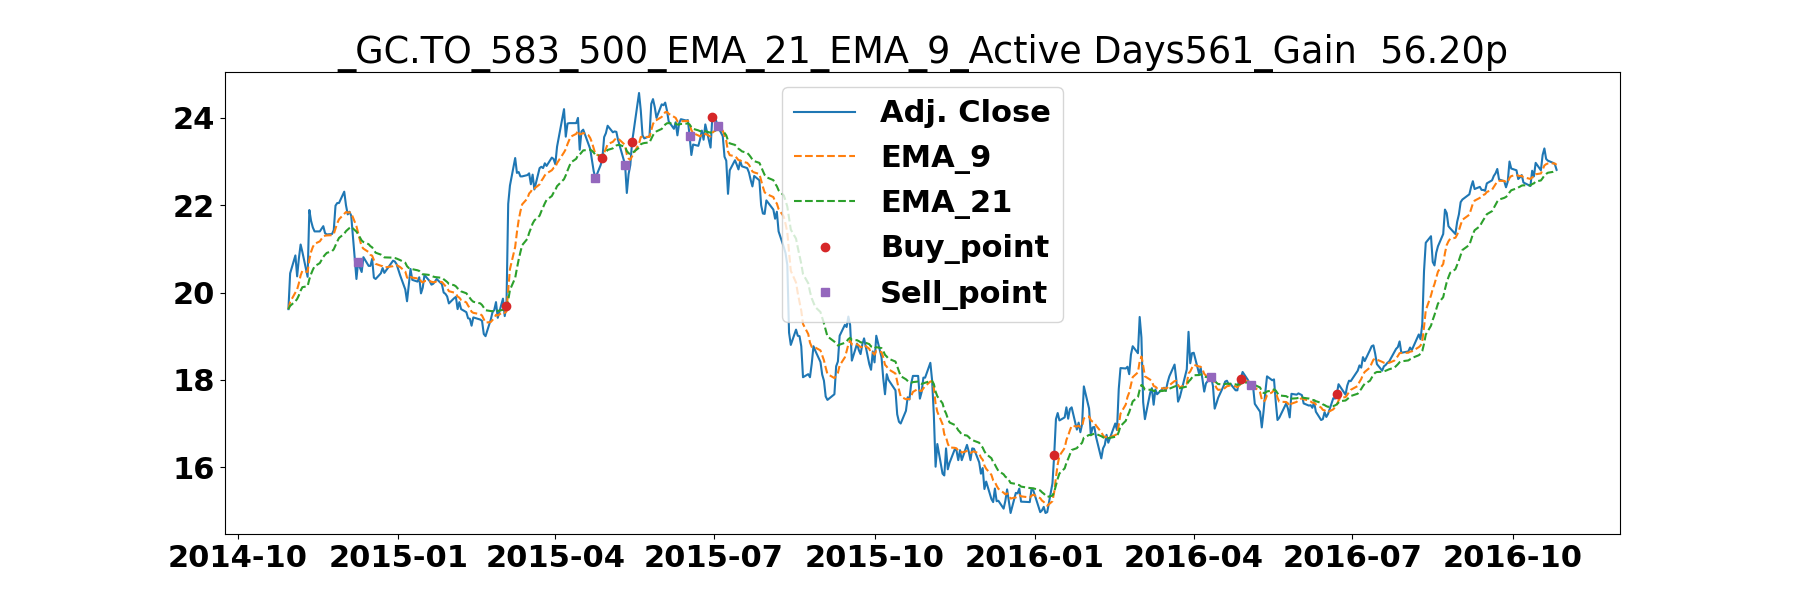 _GC.TO_583_500_EMA_21_EMA_9_Active Days561_Gain  56.20p
Adj. Close
EMA_9
EMA_21
Buy_point
Sell_point
24
22
20
18
16
2014-10 2015-01 2015-04 2015-07 2015-10 2016-01 2016-04 2016-07 2016-10